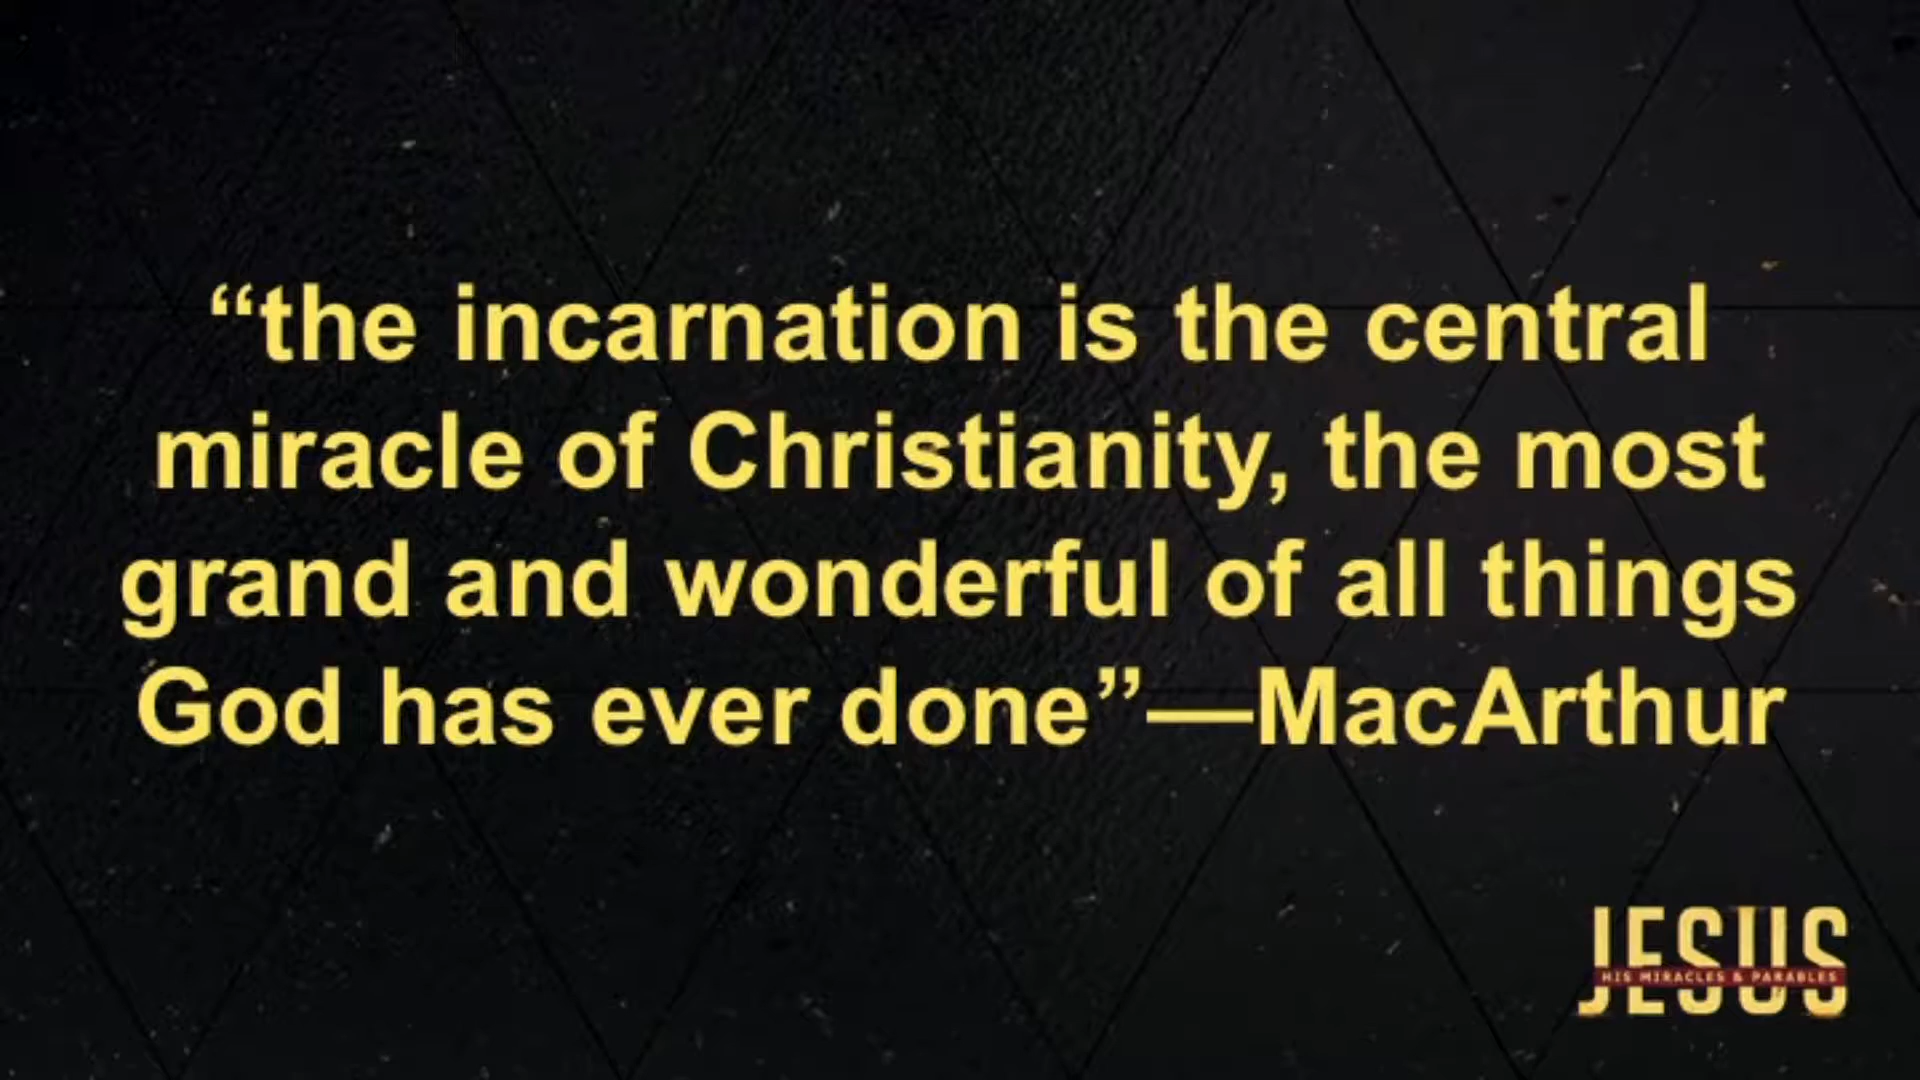 “the incarnation is the central
miracle of Christianity, the most
grand and wonderful of all things
God has ever done”—MacArthur
JESUS
HIS MIRACLES & PARABLES